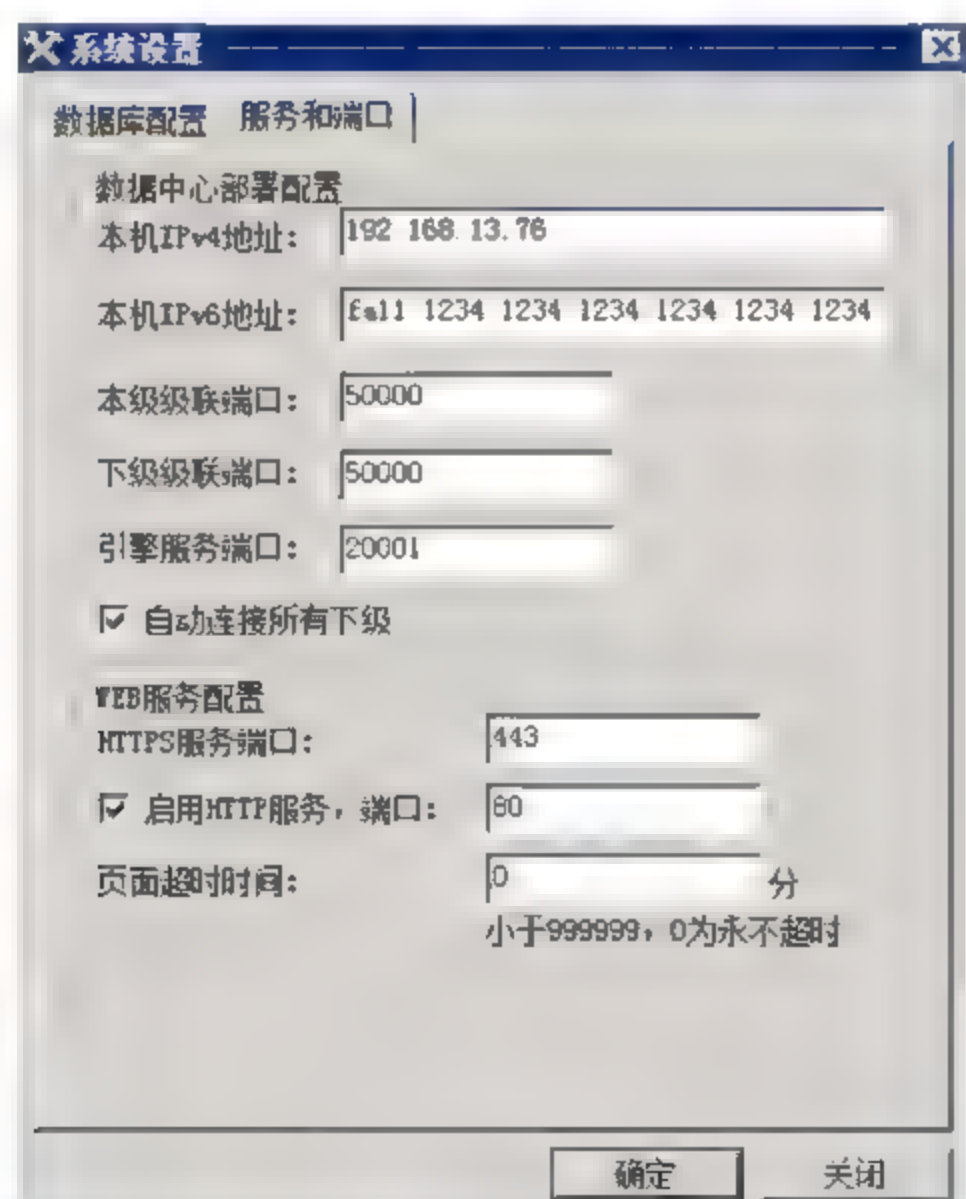 系统设置
数据库配置 服务和端口
数据中心部署配置
本机IPv4地址: 192 168.13.76
本机IPv6地址: 1234 1234 1234 1234 1234 1234
本级级联端口: 50000
下级级联端口: 50000
引擎服务端口: 20001
自动连接所有下级
WEB服务配置
HTTPS服务端口: 443
启用HTTP服务，端口: 80
页面超时时间: 0 分
小于999999，0为永不超时
确定 关闭